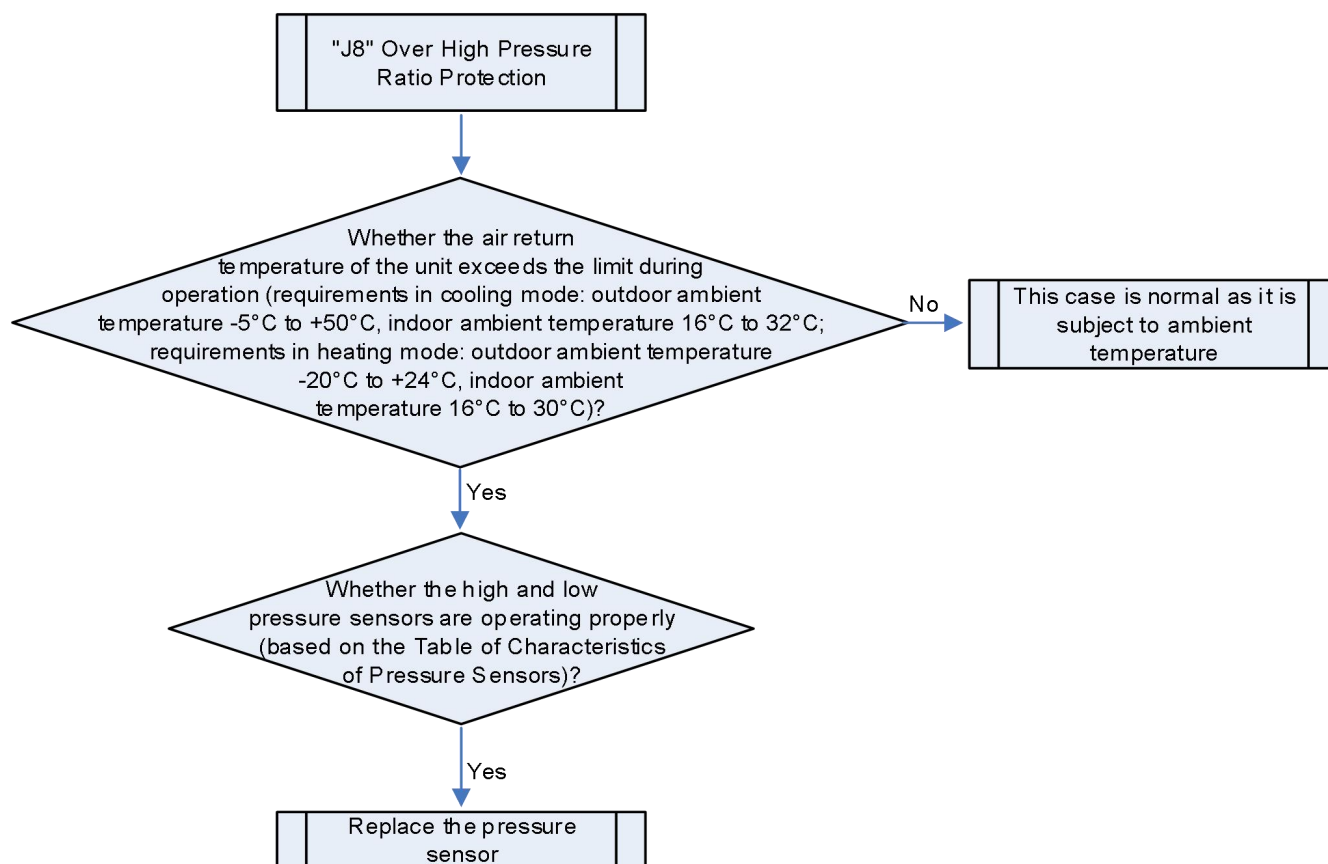 "J8" Over High Pressure
Ratio Protection
Whether the air return
temperature of the unit exceeds the limit during
operation (requirements in cooling mode: outdoor ambient
temperature -5°C to +50°C, indoor ambient temperature 16°C to 32°C;
requirements in heating mode: outdoor ambient temperature
-20°C to +24°C, indoor ambient
temperature 16°C to 30°C)?
No
This case is normal as it is
subject to ambient
temperature
Yes
Whether the high and low
pressure sensors are operating properly
(based on the Table of Characteristics
of Pressure Sensors)?
Yes
Replace the pressure
sensor